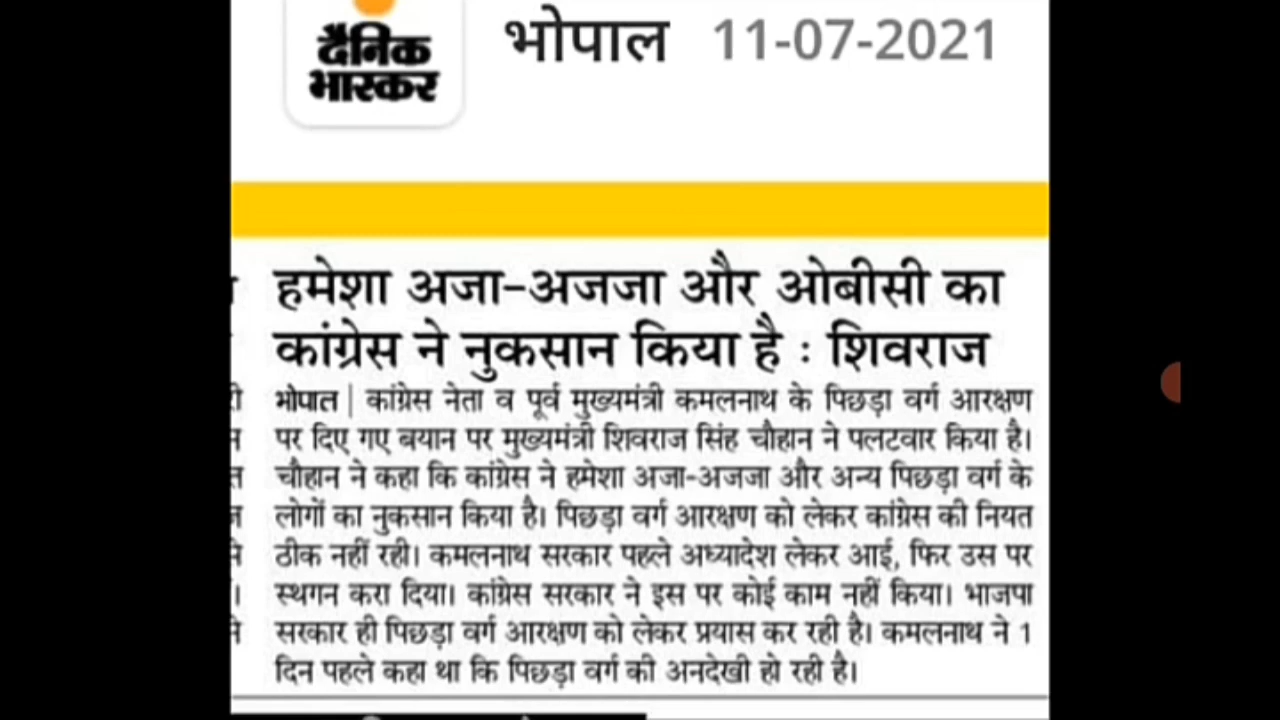 दैनिक
भास्कर
भोपाल 11-07-2021
हमेशा अजा-अजजा और ओबीसी का
कांग्रेस ने नुकसान किया है : शिवराज
भोपाल | कांग्रेस नेता व पूर्व मुख्यमंत्री कमलनाथ के पिछड़ा वर्ग आरक्षण
पर दिए गए बयान पर मुख्यमंत्री शिवराज सिंह चौहान ने पलटवार किया है।
चौहान ने कहा कि कांग्रेस ने हमेशा अजा-अजजा और अन्य पिछड़ा वर्ग के
लोगों का नुकसान किया है। पिछड़ा वर्ग आरक्षण को लेकर कांग्रेस की नियत
ठीक नहीं रही। कमलनाथ सरकार पहले अध्यादेश लेकर आई, फिर उस पर
स्थगन करा दिया। कांग्रेस सरकार ने इस पर कोई काम नहीं किया। भाजपा
सरकार ही पिछड़ा वर्ग आरक्षण को लेकर प्रयास कर रही है। कमलनाथ ने 1
दिन पहले कहा था कि पिछड़ा वर्ग की अनदेखी हो रही है।